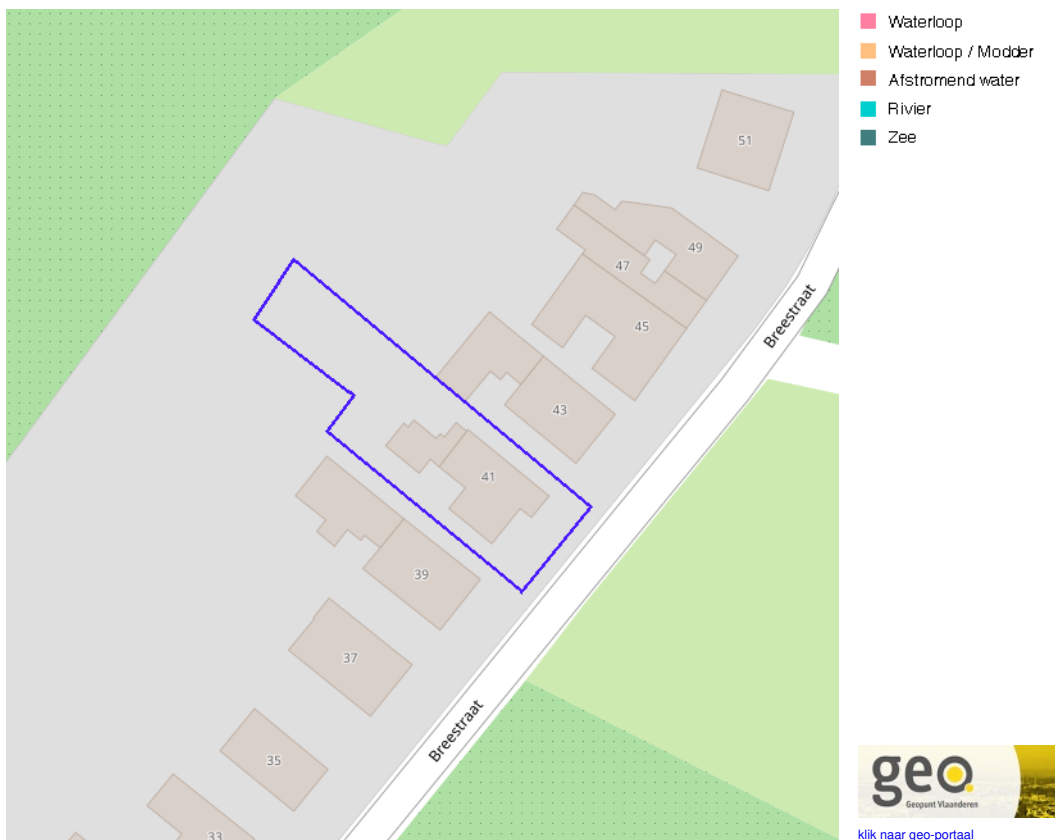 Waterloop
Waterloop / Modder
Afstromend water
Rivier
Zee
51
49
47
45
Breestraat
43
41
39
37
Breestraat
35
33
geo.
Geopunt Vlaanderen
klik naar geo-portaal